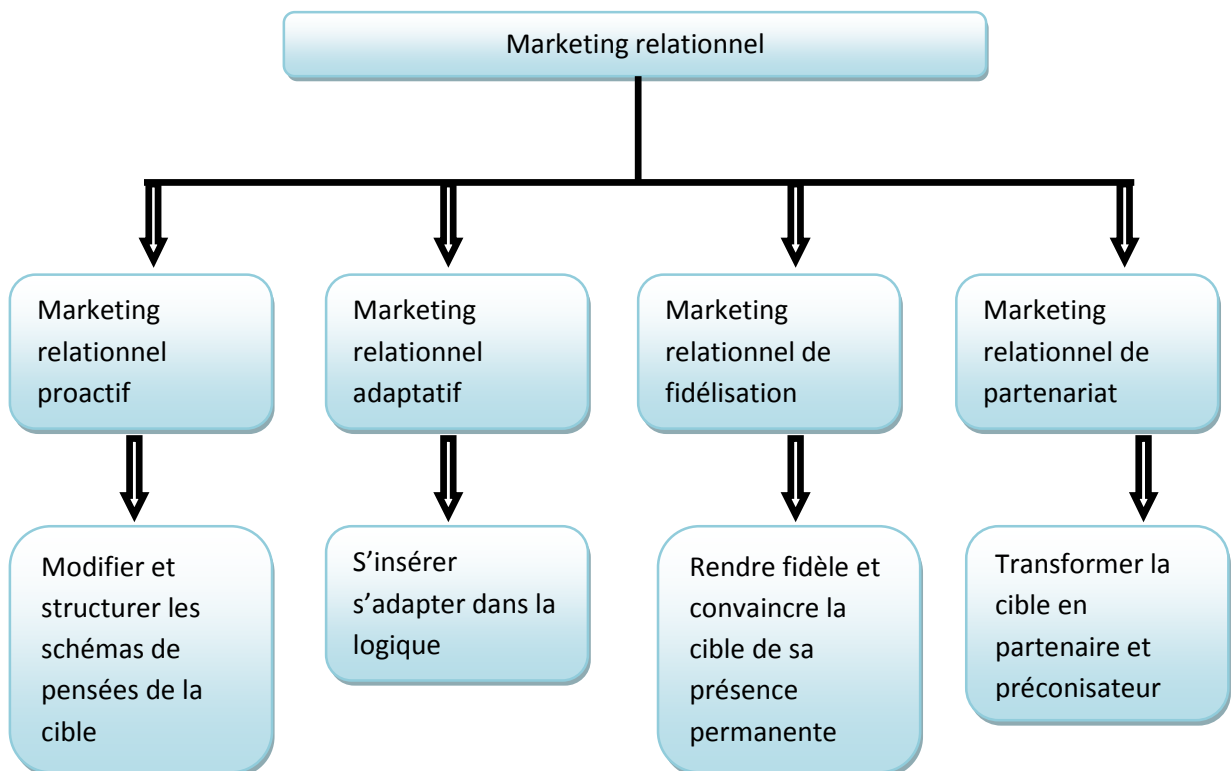 Marketing relationnel
Marketing
relationnel
proactif
Marketing
relationnel
adaptatif
Marketing
relationnel de
fidélisation
Marketing
relationnel de
partenariat
Modifier et
structurer les
schémas de
pensées de la
cible
S’insérer
s’adapter dans la
logique
Rendre fidèle et
convaincre la
cible de sa
présence
permanente
Transformer la
cible en
partenaire et
préconisateur